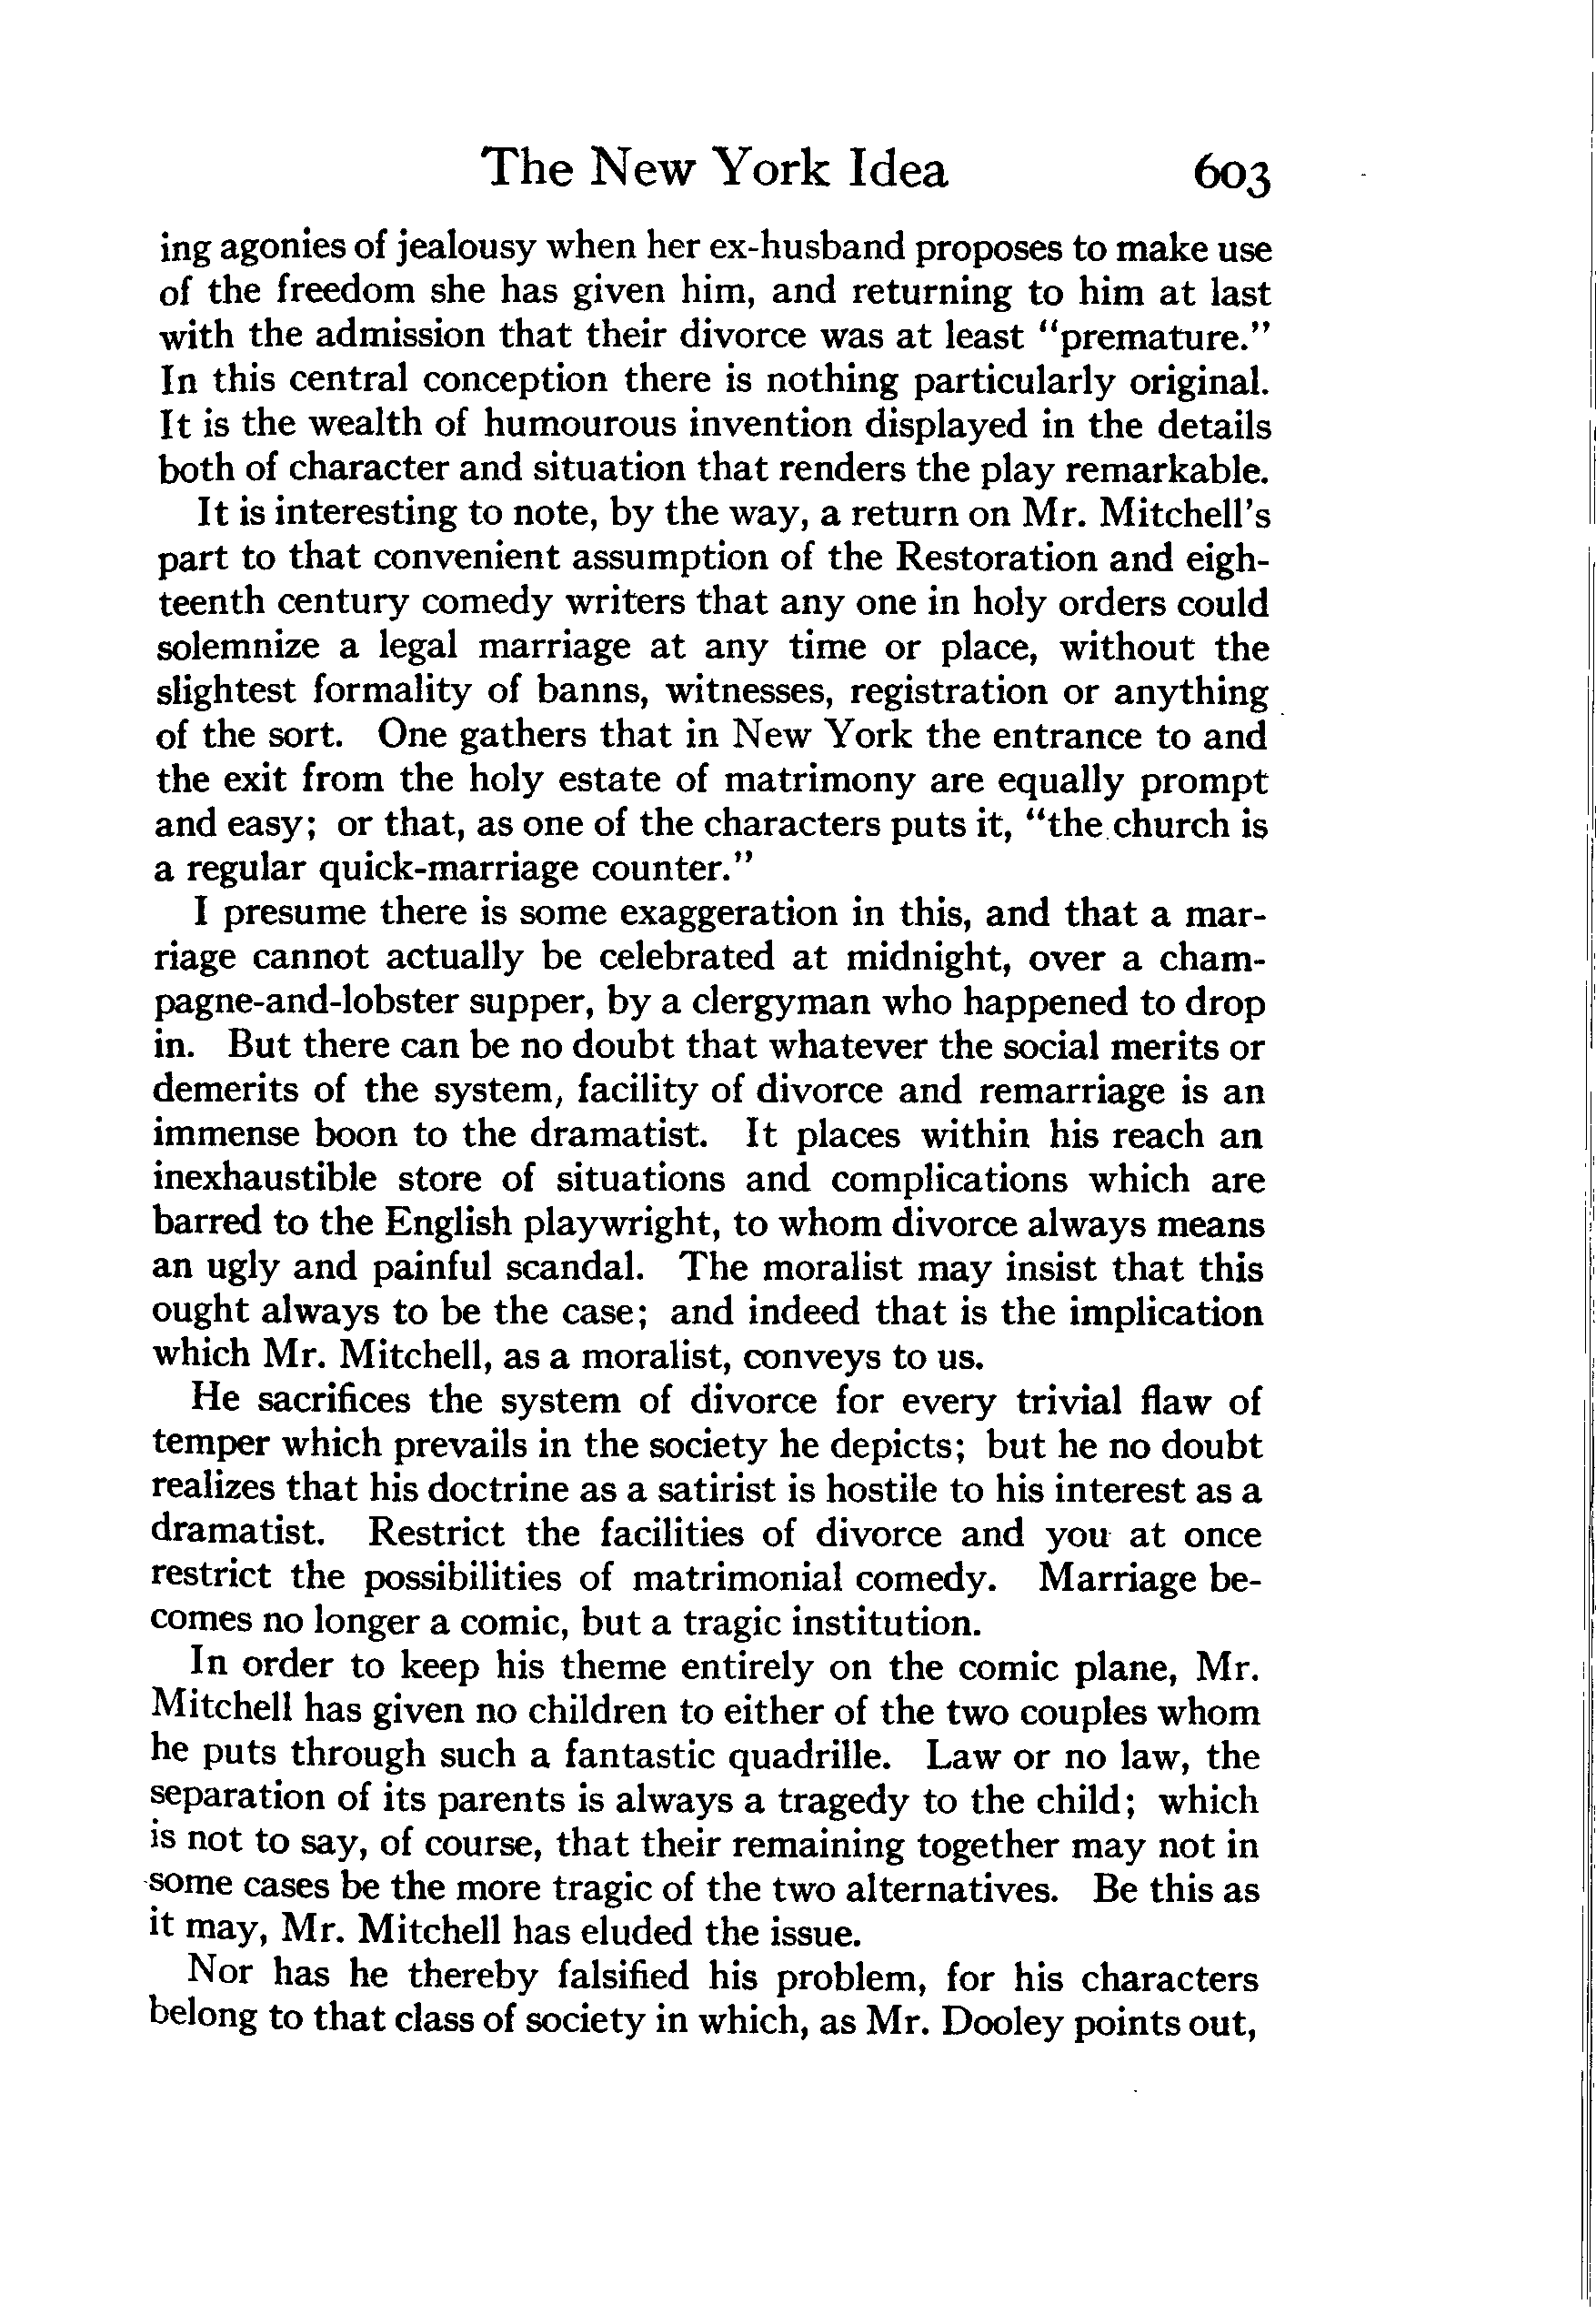 The New York Idea 603
ing agonies of jealousy when her ex-husband proposes to make use
of the freedom she has given him, and returning to him at last
with the admission that their divorce was at least “premature.”
In this central conception there is nothing particularly original.
It is the wealth of humourous invention displayed in the details
both of character and situation that renders the play remarkable.
It is interesting to note, by the way, a return on Mr. Mitchell's
part to that convenient assumption of the Restoration and eigh-
teenth century comedy writers that any one in holy orders could
solemnize a legal marriage at any time or place, without the
slightest formality of banns, witnesses, registration or anything
of the sort. One gathers that in New York the entrance to and
the exit from the holy estate of matrimony are equally prompt
and easy; or that, as one of the characters puts it, “the church is
a regular quick-marriage counter.”
I presume there is some exaggeration in this, and that a mar-
riage cannot actually be celebrated at midnight, over a cham-
pagne-and-lobster supper, by a clergyman who happened to drop
in. But there can be no doubt that whatever the social merits or
demerits of the system, facility of divorce and remarriage is an
immense boon to the dramatist. It places within his reach an
inexhaustible store of situations and complications which are
barred to the English playwright, to whom divorce always means
an ugly and painful scandal. The moralist may insist that this
ought always to be the case; and indeed that is the implication
which Mr. Mitchell, as a moralist, conveys to us.
He sacrifices the system of divorce for every trivial flaw of
temper which prevails in the society he depicts; but he no doubt
realizes that his doctrine as a satirist is hostile to his interest as a
dramatist. Restrict the facilities of divorce and you at once
restrict the possibilities of matrimonial comedy. Marriage be-
comes no longer a comic, but a tragic institution.
In order to keep his theme entirely on the comic plane, Mr.
Mitchell has given no children to either of the two couples whom
he puts through such a fantastic quadrille. Law or no law, the
separation of its parents is always a tragedy to the child; which
is not to say, of course, that their remaining together may not in
some cases be the more tragic of the two alternatives. Be this as
it may, Mr. Mitchell has eluded the issue.
Nor has he thereby falsified his problem, for his characters
belong to that class of society in which, as Mr. Dooley points out,